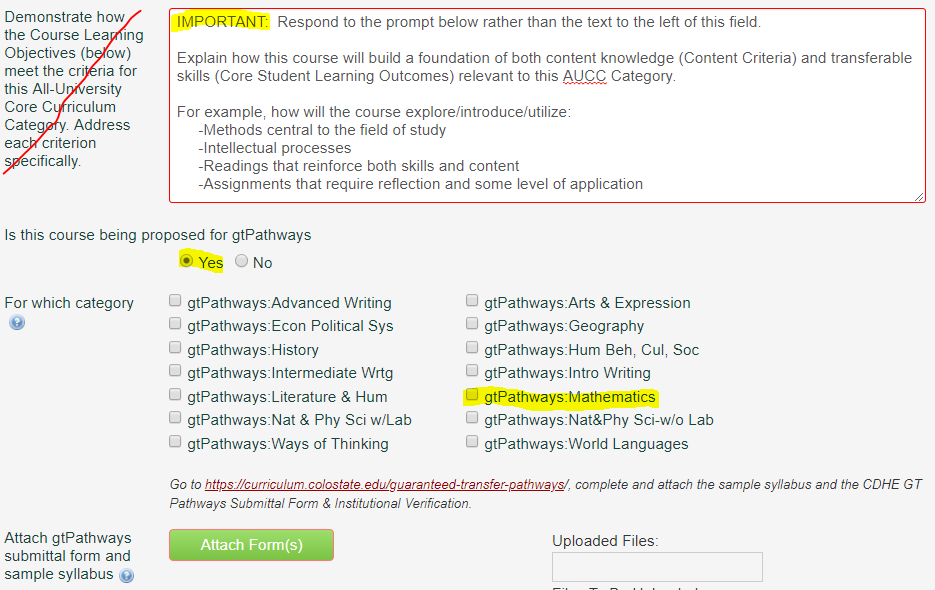 Demonstrate how
the Course Learning
Objectives (below)
meet the criteria for
this All-University
Core Curriculum
Category. Address
each criterion
specifically.
IMPORTANT:  Respond to the prompt below rather than the text to the left of this field.
Explain how this course will build a foundation of both content knowledge (Content Criteria) and transferable
skills (Core Student Learning Outcomes) relevant to this AUCC Category.
For example, how will the course explore/introduce/utilize:
-Methods central to the field of study
-Intellectual processes
-Readings that reinforce both skills and content
-Assignments that require reflection and some level of application
Is this course being proposed for gtPathways
Yes No
For which category
gtPathways:Advanced Writing gtPathways:Arts & Expression
gtPathways:Econ Political Sys gtPathways:Geography
gtPathways:History gtPathways:Hum Beh, Cul, Soc
gtPathways:Intermediate Wrtg gtPathways:Intro Writing
gtPathways:Literature & Hum gtPathways:Mathematics
gtPathways:Nat & Phy Sci w/Lab gtPathways:Nat&Phy Sci-w/o Lab
gtPathways:Ways of Thinking gtPathways:World Languages
Go to https://curriculum.colostate.edu/guaranteed-transfer-pathways/, complete and attach the sample syllabus and the CDHE GT
Pathways Submittal Form & Institutional Verification.
Attach gtPathways
submittal form and
sample syllabus
Attach Form(s)
Uploaded Files: